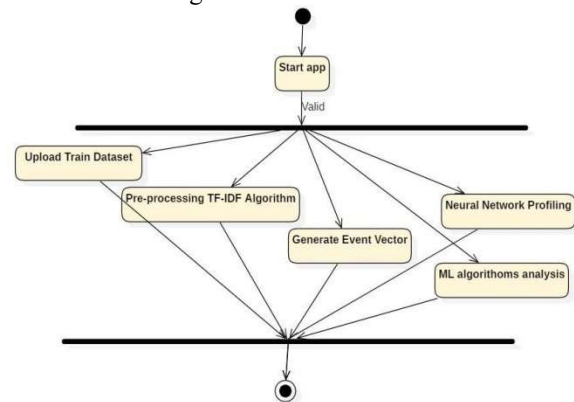 Start app
Valid
Upload Train Dataset
Pre-processing TF-IDF Algorithm
Neural Network Profiling
Generate Event Vector
ML algorithoms analysis